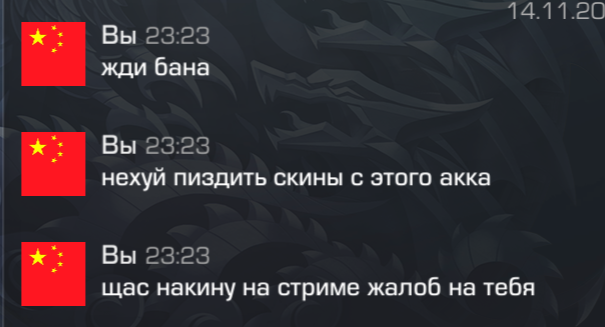 14.11.20
Вы 23:23
жди бана
Вы 23:23
нехуй пиздить скины с этого акка
Вы 23:23
щас накину на стриме жалоб на тебя